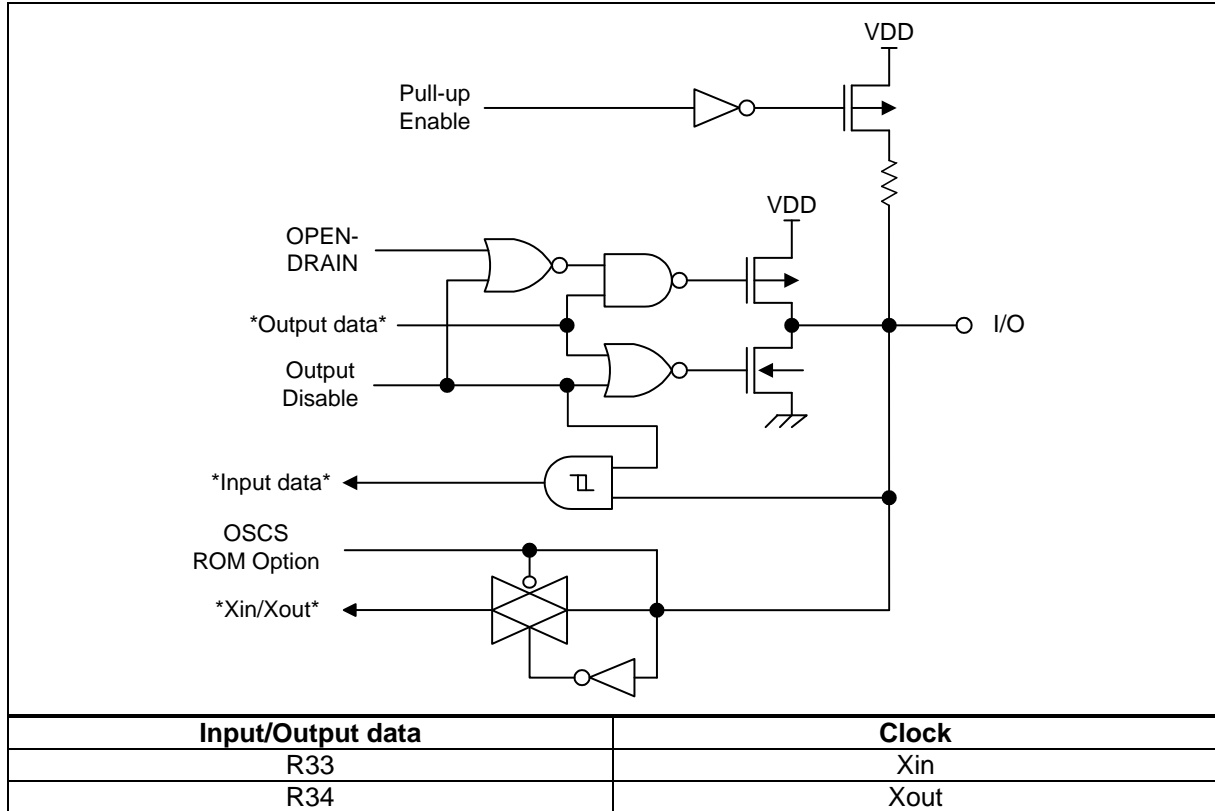 VDD
Pull-up
Enable
VDD
OPEN-
DRAIN
*Output data*
I/O
Output
Disable
*Input data*
OSCS
ROM Option
*Xin/Xout*
Input/Output data Clock
R33 Xin
R34 Xout